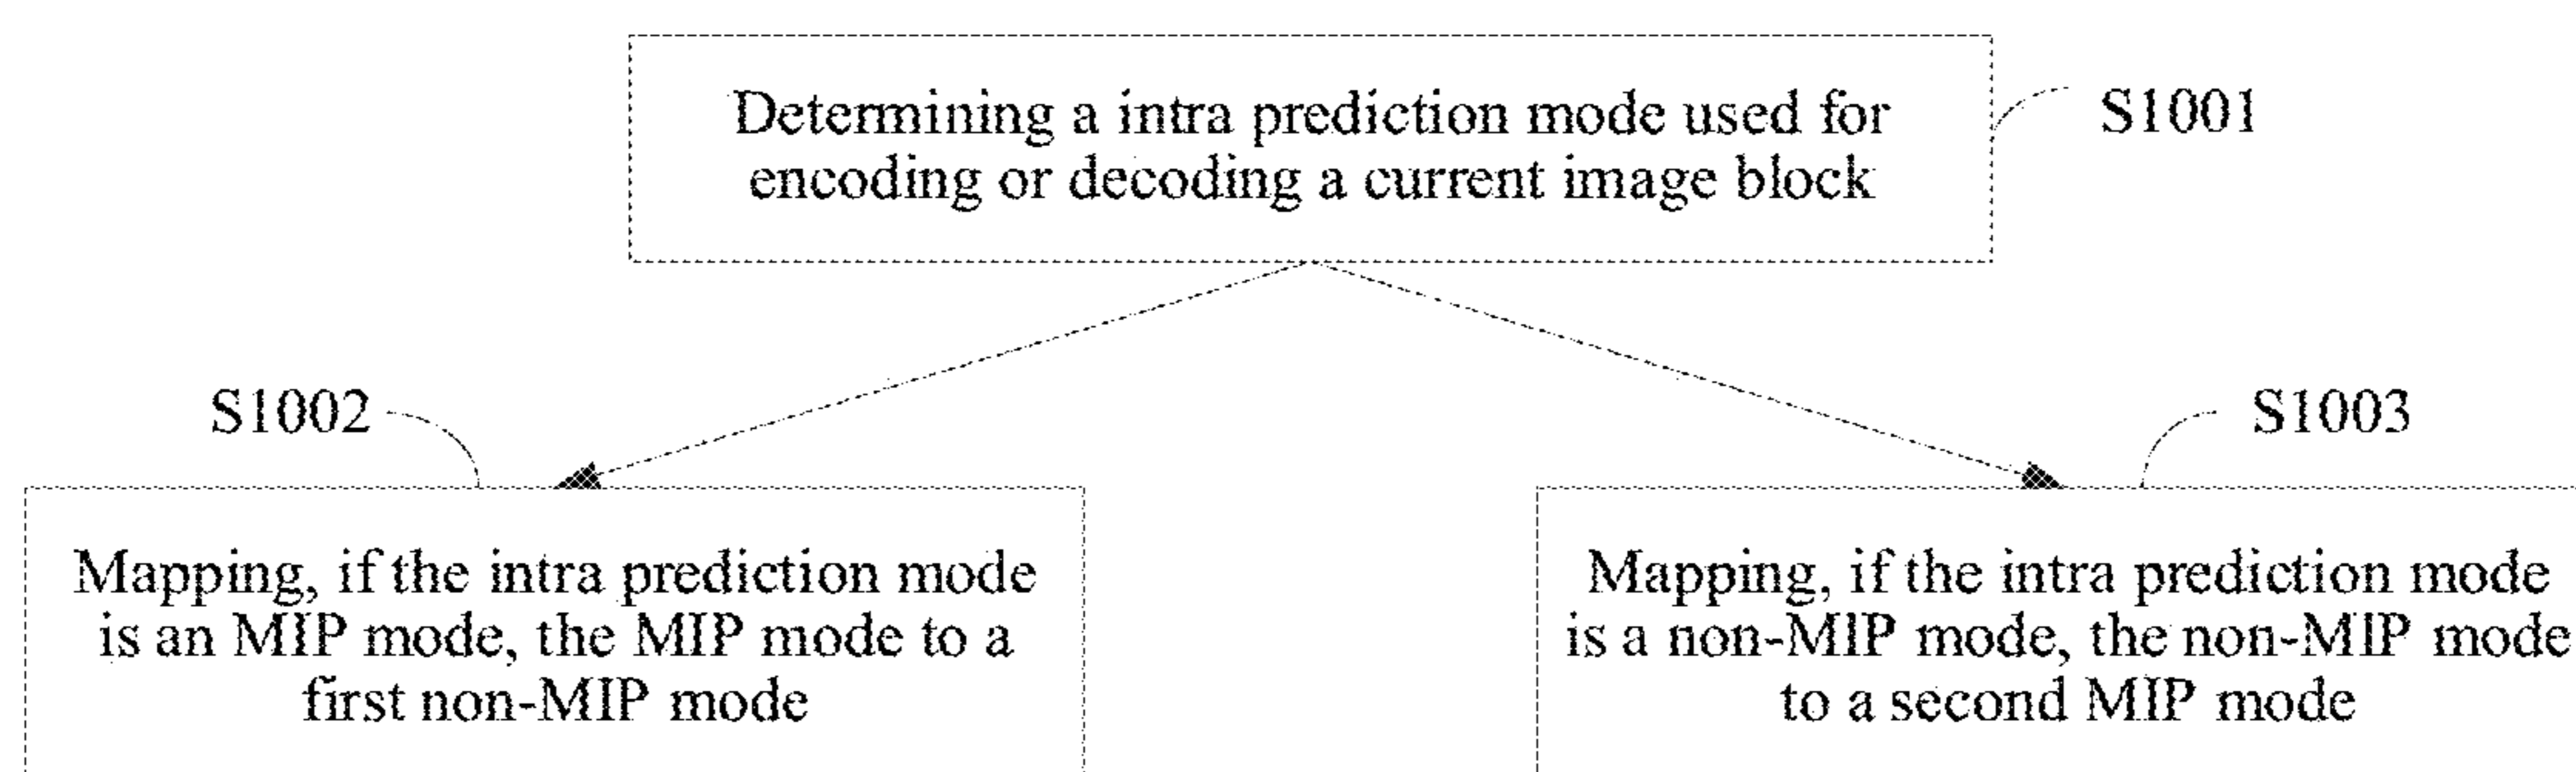 Determining a intra prediction mode used for
encoding or decoding a current image block
S1001
S1002
S1003
Mapping, if the intra prediction mode
is an MIP mode, the MIP mode to a
first non-MIP mode
Mapping, if the intra prediction mode
is a non-MIP mode, the non-MIP mode
to a second MIP mode